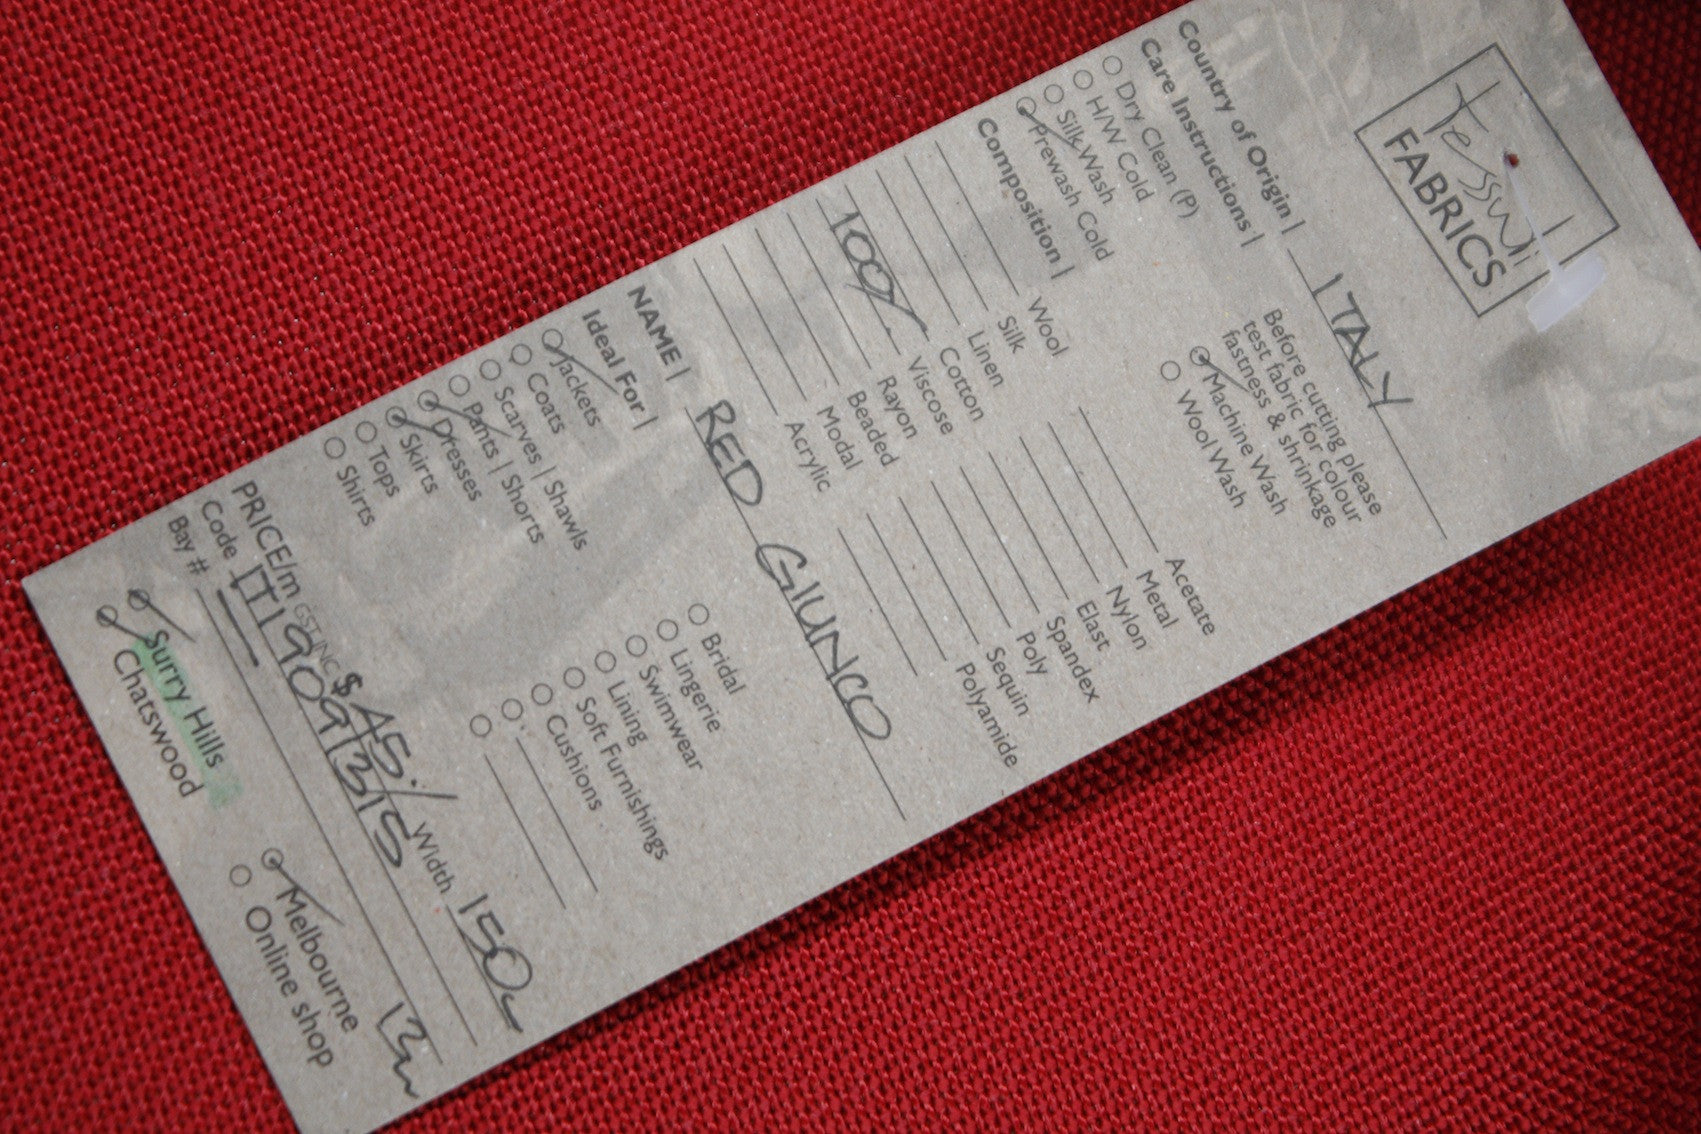 Tessuti
FABRICS
Country of Origin | ITALY
Care Instructions |
Dry Clean (P)
H/W Cold
Silk Wash
Prewash Cold
Before cutting please
test fabric for colour
fastness & shrinkage
Machine Wash
Wool Wash
Composition |
Wool
Silk
Linen
Cotton
100% Viscose
Rayon
Beaded
Modal
Acrylic
Acetate
Metal
Nylon
Elast
Spandex
Poly
Sequin
Polyamide
NAME | RED GIUNCO
Ideal For |
Jackets
Coats
Scarves | Shawls
Pants | Shorts
Dresses
Skirts
Tops
Shirts
Bridal
Lingerie
Swimwear
Lining
Soft Furnishings
Cushions
PRICE/m GST INC $45. Width 150
Code
Bay #
Surry Hills
Chatswood
Melbourne
Online shop